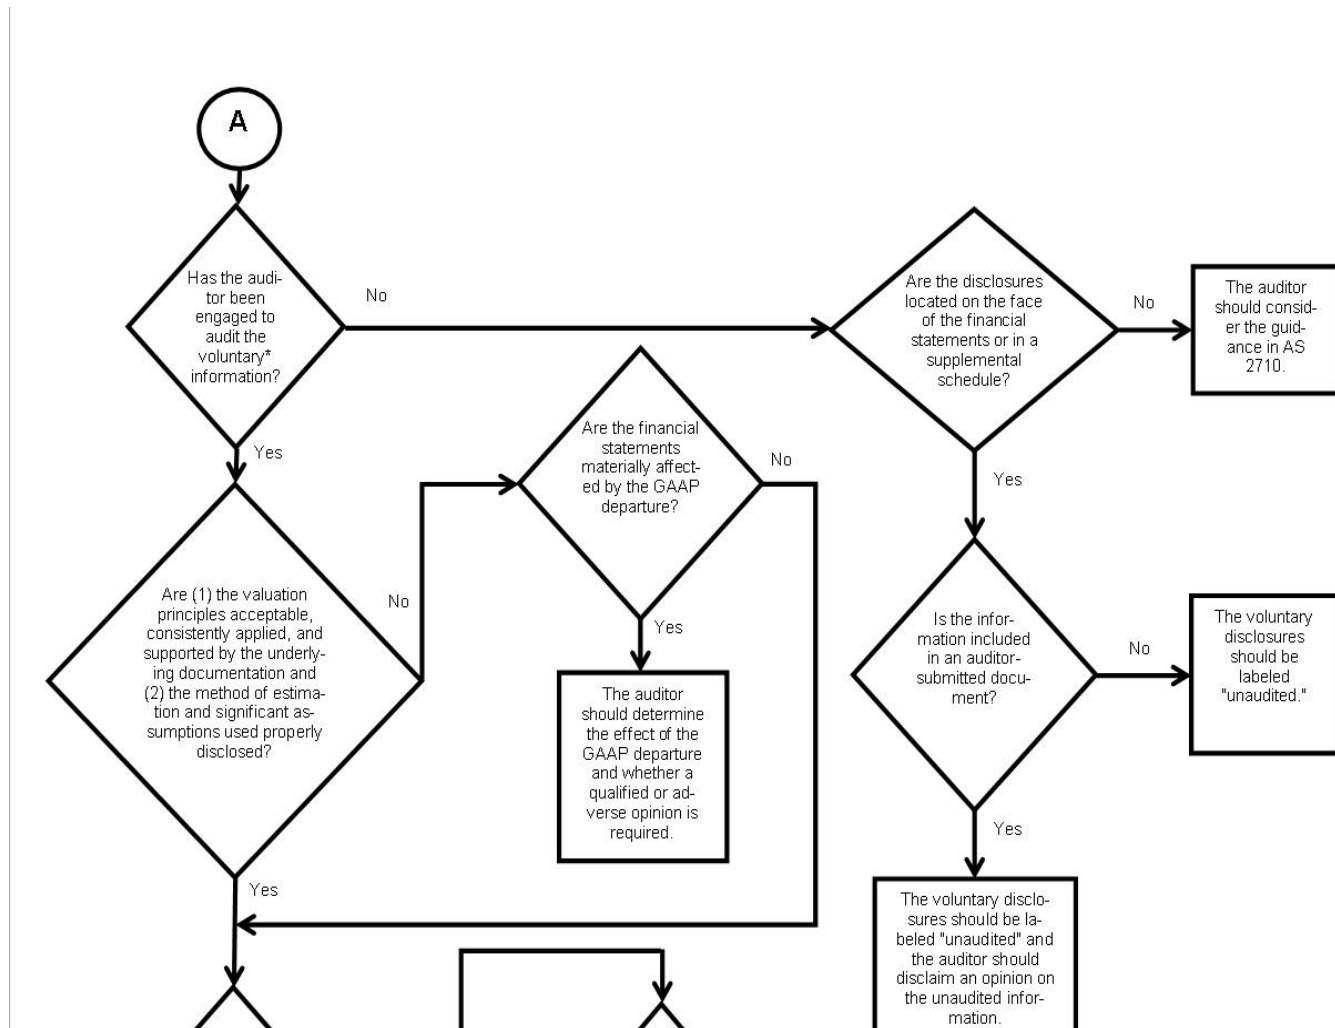 A
Has the audi-
tor been
engaged to
audit the
voluntary*
information?
No
Yes
Are the disclosures
located on the face
of the financial
statements or in a
supplemental
schedule?
No
The auditor
should consid-
er the guid-
ance in AS
2710.
Yes
Are the financial
statements
materially affect-
ed by the GAAP
departure?
No
Yes
Are (1) the valuation
principles acceptable,
consistently applied, and
supported by the underly-
ing documentation and
(2) the method of estima-
tion and significant as-
sumptions used properly
disclosed?
No
Yes
The auditor
should determine
the effect of the
GAAP departure
and whether a
qualified or ad-
verse opinion is
required.
Is the infor-
mation included
in an auditor-
submitted docu-
ment?
No
The voluntary
disclosures
should be
labeled
"unaudited."
Yes
The voluntary disclo-
sures should be la-
beled "unaudited" and
the auditor should
disclaim an opinion on
the unaudited infor-
mation.